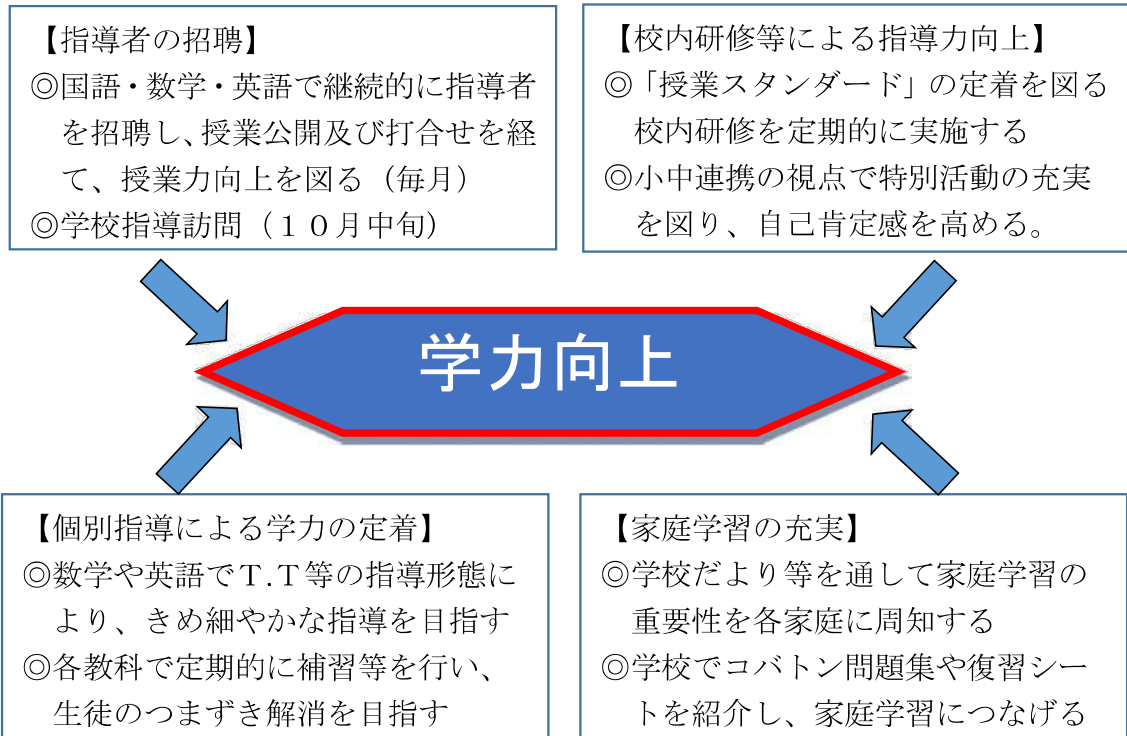 【指導者の招聘】
◎国語・数学・英語で継続的に指導者
を招聘し、授業公開及び打合せを経
て、授業力向上を図る（毎月）
◎学校指導訪問（１０月中旬）
【校内研修等による指導力向上】
◎「授業スタンダード」の定着を図る
校内研修を定期的に実施する
◎小中連携の視点で特別活動の充実
を図り、自己肯定感を高める。
学力向上
【個別指導による学力の定着】
◎数学や英語でＴ.Ｔ等の指導形態に
より、きめ細やかな指導を目指す
◎各教科で定期的に補習等を行い、
生徒のつまずき解消を目指す
【家庭学習の充実】
◎学校だより等を通して家庭学習の
重要性を各家庭に周知する
◎学校でコバトン問題集や復習シー
トを紹介し、家庭学習につなげる